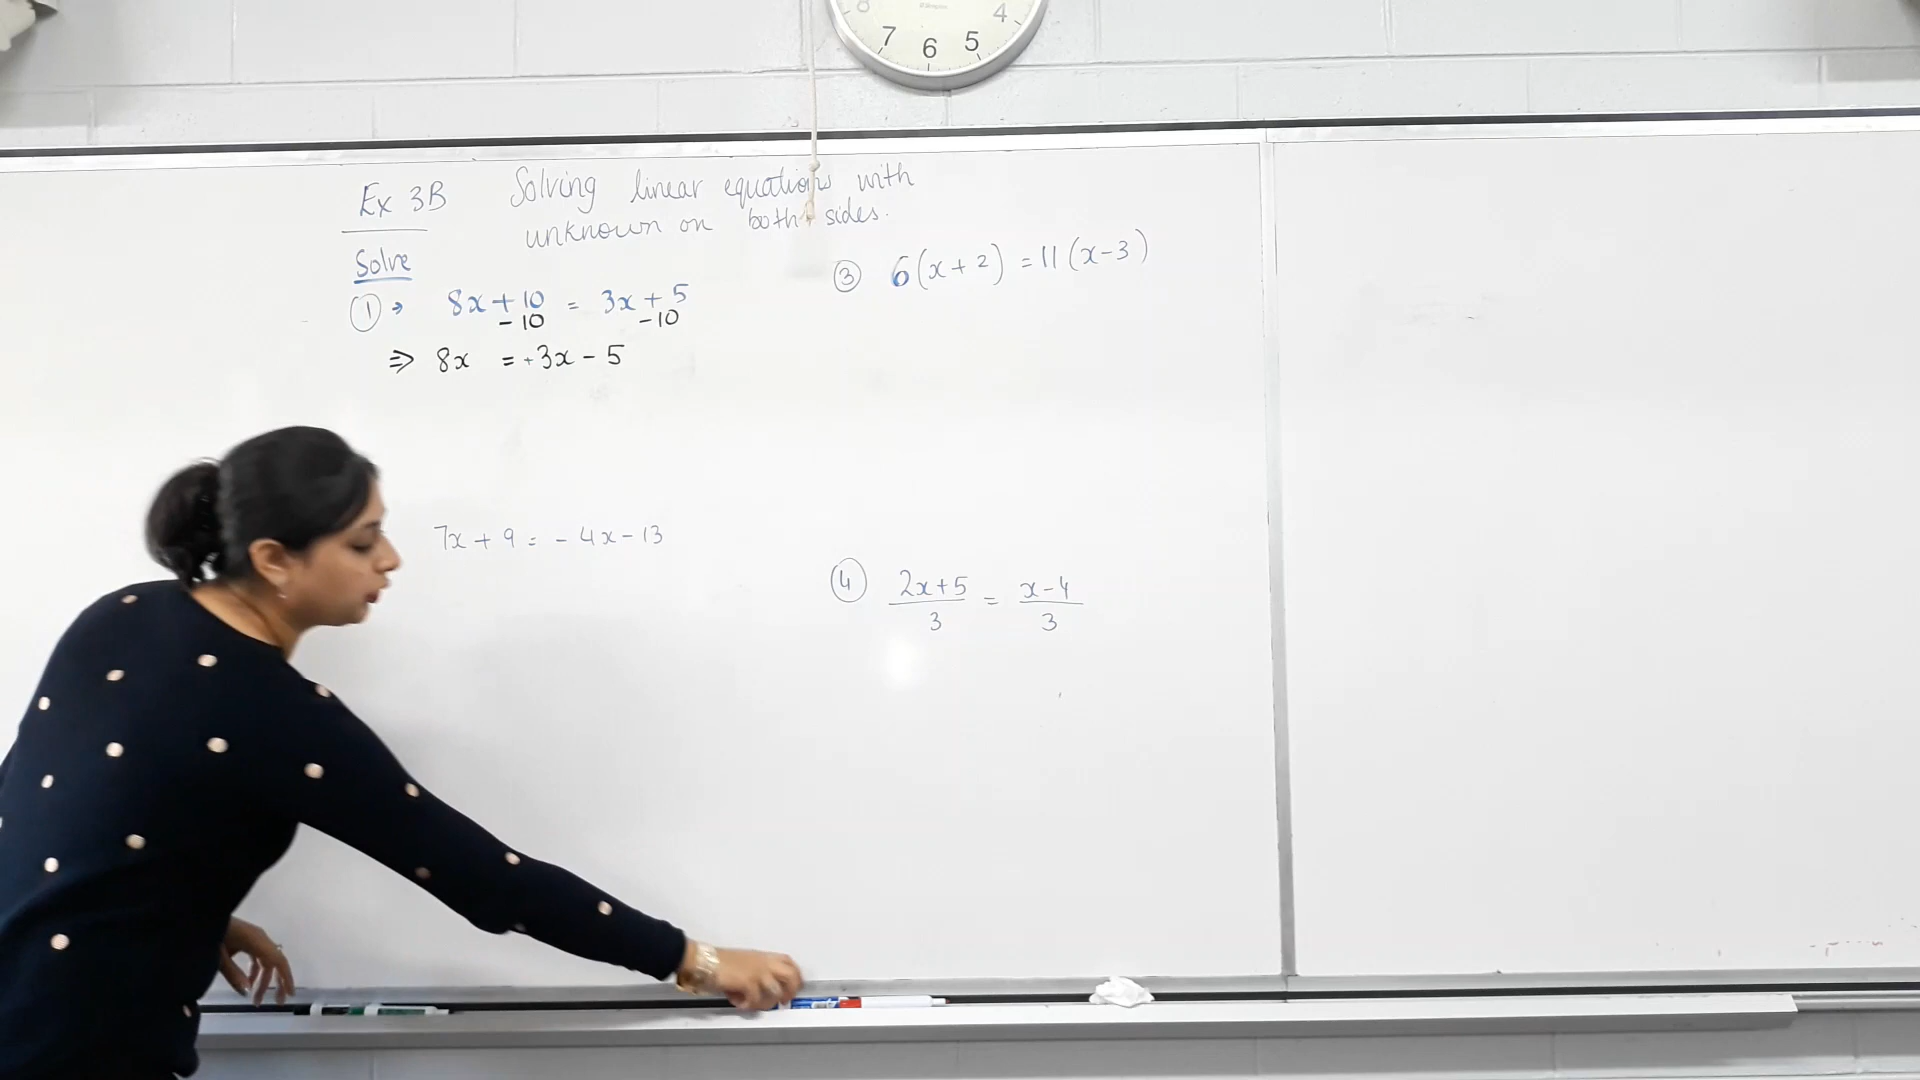 8 7 6 5 4
Ex 3B Solving linear equations with
unknown on both sides.
Solve
① → 8x + 10 = 3x + 5
- 10 - 10
⇒ 8x = +3x - 5
7x + 9 = - 4x - 13
③ 6(x + 2) = 11(x - 3)
④ 2x + 5 = x - 4
3 3